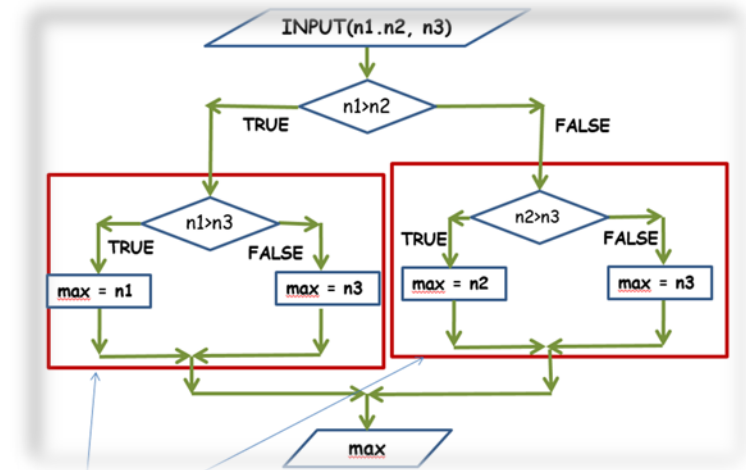 INPUT(n1.n2, n3)
n1>n2
TRUE
FALSE
n1>n3
TRUE
FALSE
max = n1
max = n3
n2>n3
TRUE
FALSE
max = n2
max = n3
max